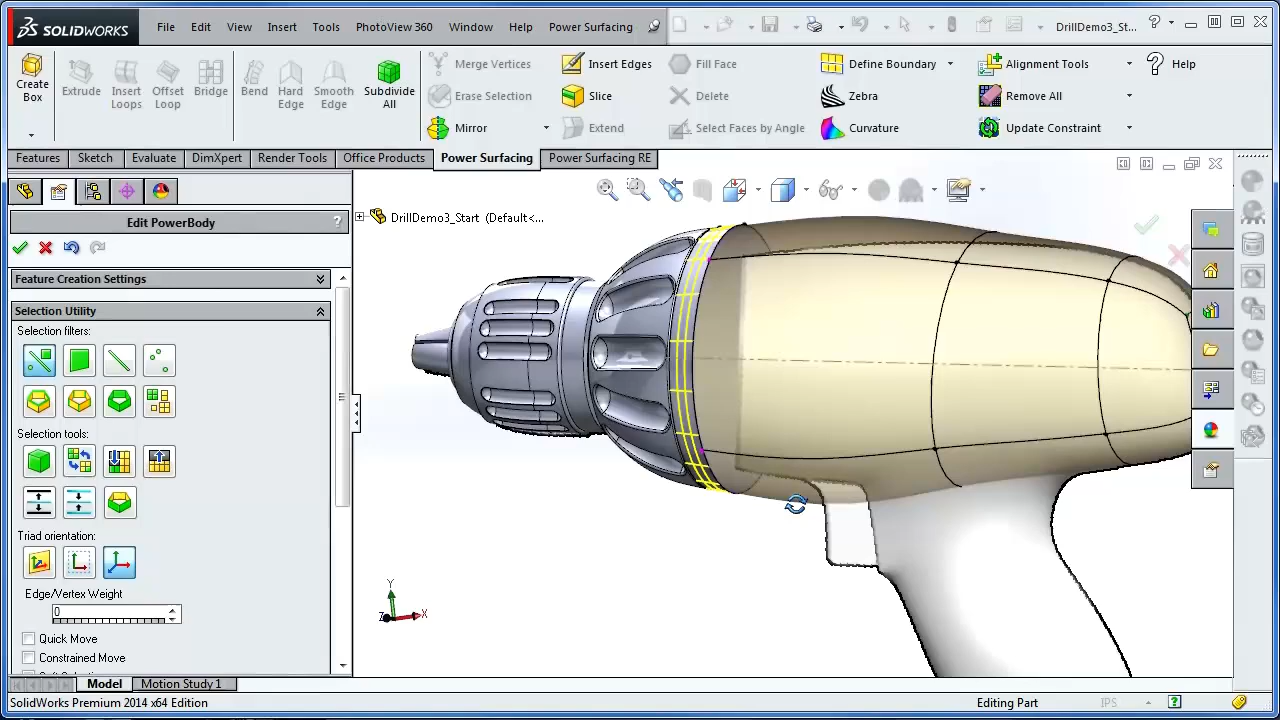 SOLIDWORKS File Edit View Insert Tools PhotoView 360 Window Help Power Surfacing DrillDemo3_St... ?
Create Box
Extrude
Insert Loops
Offset Loop
Bridge
Bend
Hard Edge
Smooth Edge
Subdivide All
Merge Vertices
Erase Selection
Mirror
Insert Edges
Slice
Extend
Fill Face
Delete
Select Faces by Angle
Define Boundary
Zebra
Curvature
Alignment Tools
Remove All
Update Constraint
Help
Features Sketch Evaluate DimXpert Render Tools Office Products Power Surfacing Power Surfacing RE
Edit PowerBody ?
DrillDemo3_Start (Default<...
Feature Creation Settings
Selection Utility
Selection filters:
Selection tools:
Triad orientation:
Edge/Vertex Weight
0
Quick Move
Constrained Move
Y
X
Z
Model Motion Study 1
SolidWorks Premium 2014 x64 Edition Editing Part IPS ?